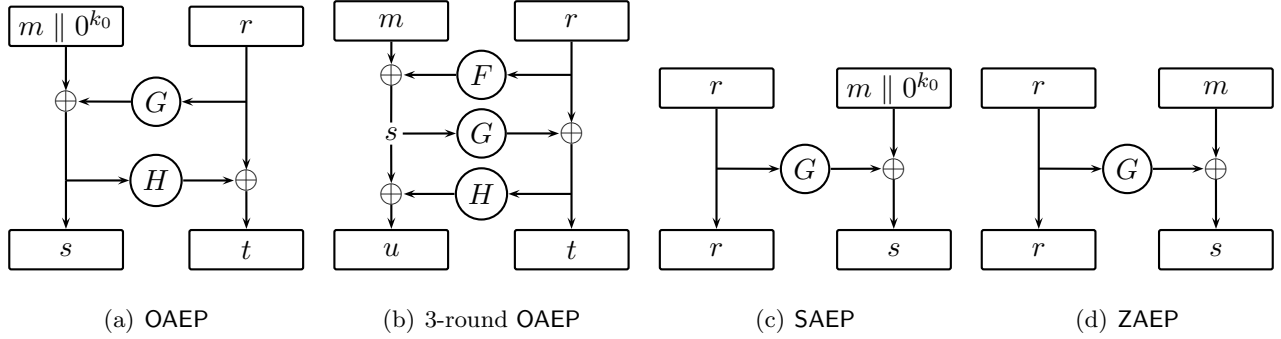 m ∥ 0^{k_0} r
G
H
s t
(a) OAEP
m r
F
s G
H
u t
(b) 3-round OAEP
r m ∥ 0^{k_0}
G
r s
(c) SAEP
r m
G
r s
(d) ZAEP